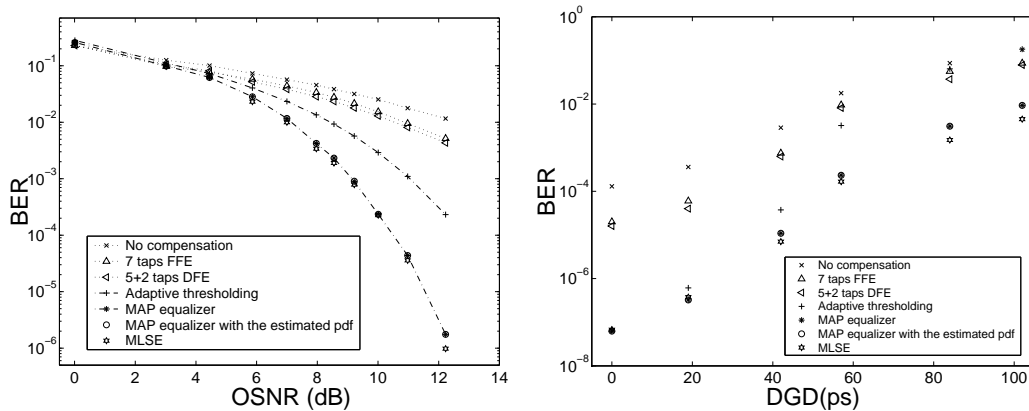 10^0
10^-1
10^-2
10^-3
10^-4
10^-5
10^-6
BER
0 2 4 6 8 10 12 14
OSNR (dB)
No compensation
7 taps FFE
5+2 taps DFE
Adaptive thresholding
MAP equalizer
MAP equalizer with the estimated pdf
MLSE
10^0
10^-2
10^-4
10^-6
10^-8
BER
0 20 40 60 80 100
DGD(ps)
No compensation
7 taps FFE
5+2 taps DFE
Adaptive thresholding
MAP equalizer
MAP equalizer with the estimated pdf
MLSE